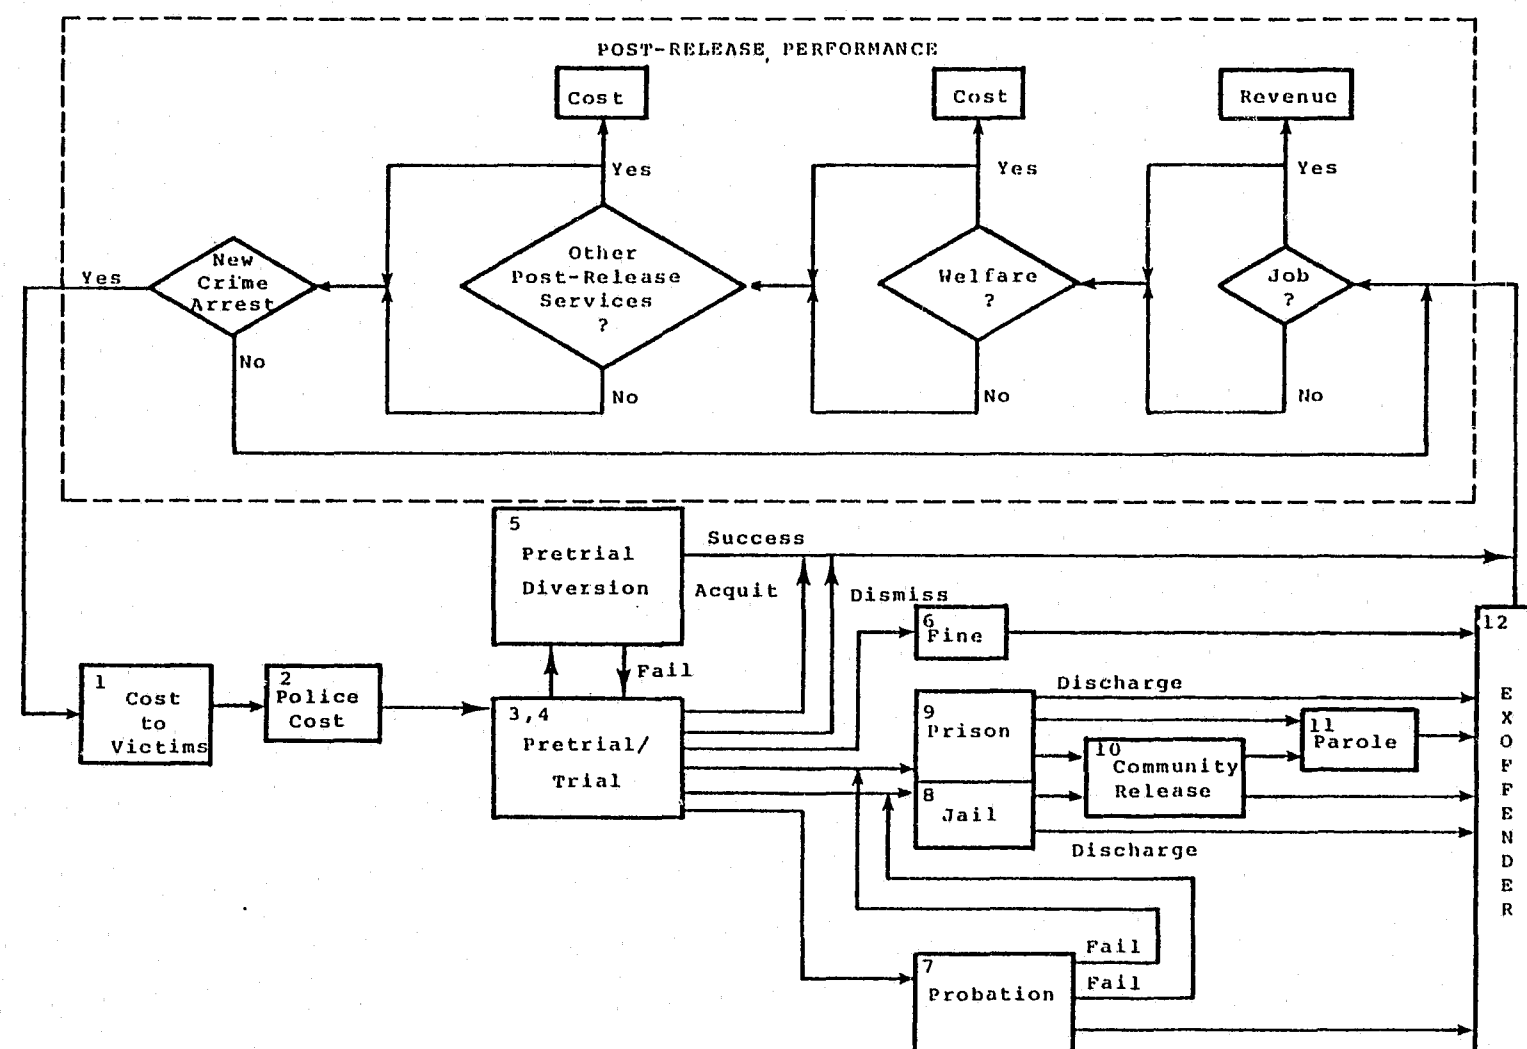 POST-RELEASE PERFORMANCE
Cost
Cost
Revenue
Yes
Yes
Yes
New
Crime
Arrest
Other
Post-Release
Services
?
Welfare
?
Job
?
Yes
No
No
No
No
5
Pretrial
Diversion
Success
Acquit
Dismiss
6
Fine
12
EXOFFENDER
Fail
1
Cost
to
Victims
2
Police
Cost
3,4
Pretrial/
Trial
Discharge
9
Prison
11
Parole
10
Community
Release
8
Jail
Discharge
Fail
Fail
7
Probation